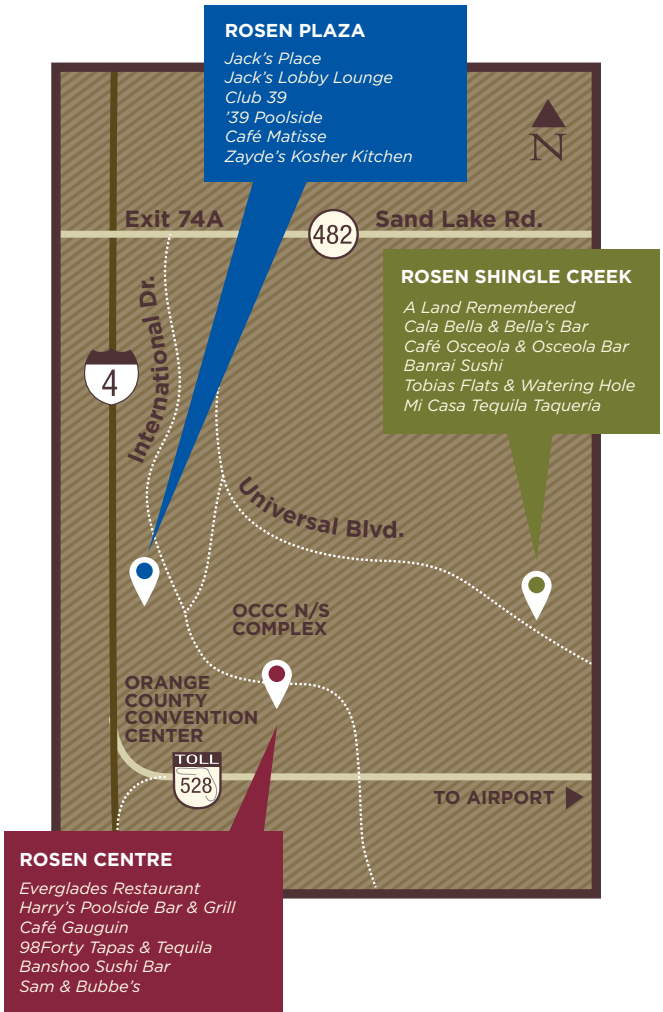 ROSEN PLAZA
Jack's Place
Jack's Lobby Lounge
Club 39
'39 Poolside
Café Matisse
Zayde's Kosher Kitchen
N
Exit 74A
482
Sand Lake Rd.
ROSEN SHINGLE CREEK
A Land Remembered
Cala Bella & Bella's Bar
Café Osceola & Osceola Bar
Banrai Sushi
Tobias Flats & Watering Hole
Mi Casa Tequila Taquería
International Dr.
4
Universal Blvd.
OCCC N/S
COMPLEX
ORANGE
COUNTY
CONVENTION
CENTER
TOLL
528
TO AIRPORT
ROSEN CENTRE
Everglades Restaurant
Harry's Poolside Bar & Grill
Café Gauguin
98Forty Tapas & Tequila
Banshoo Sushi Bar
Sam & Bubbe's